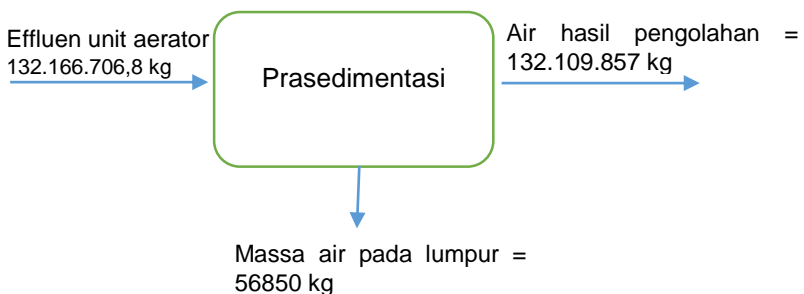 Effluen unit aerator
132.166.706,8 kg
Prasedimentasi
Air hasil pengolahan =
132.109.857 kg
Massa air pada lumpur =
56850 kg